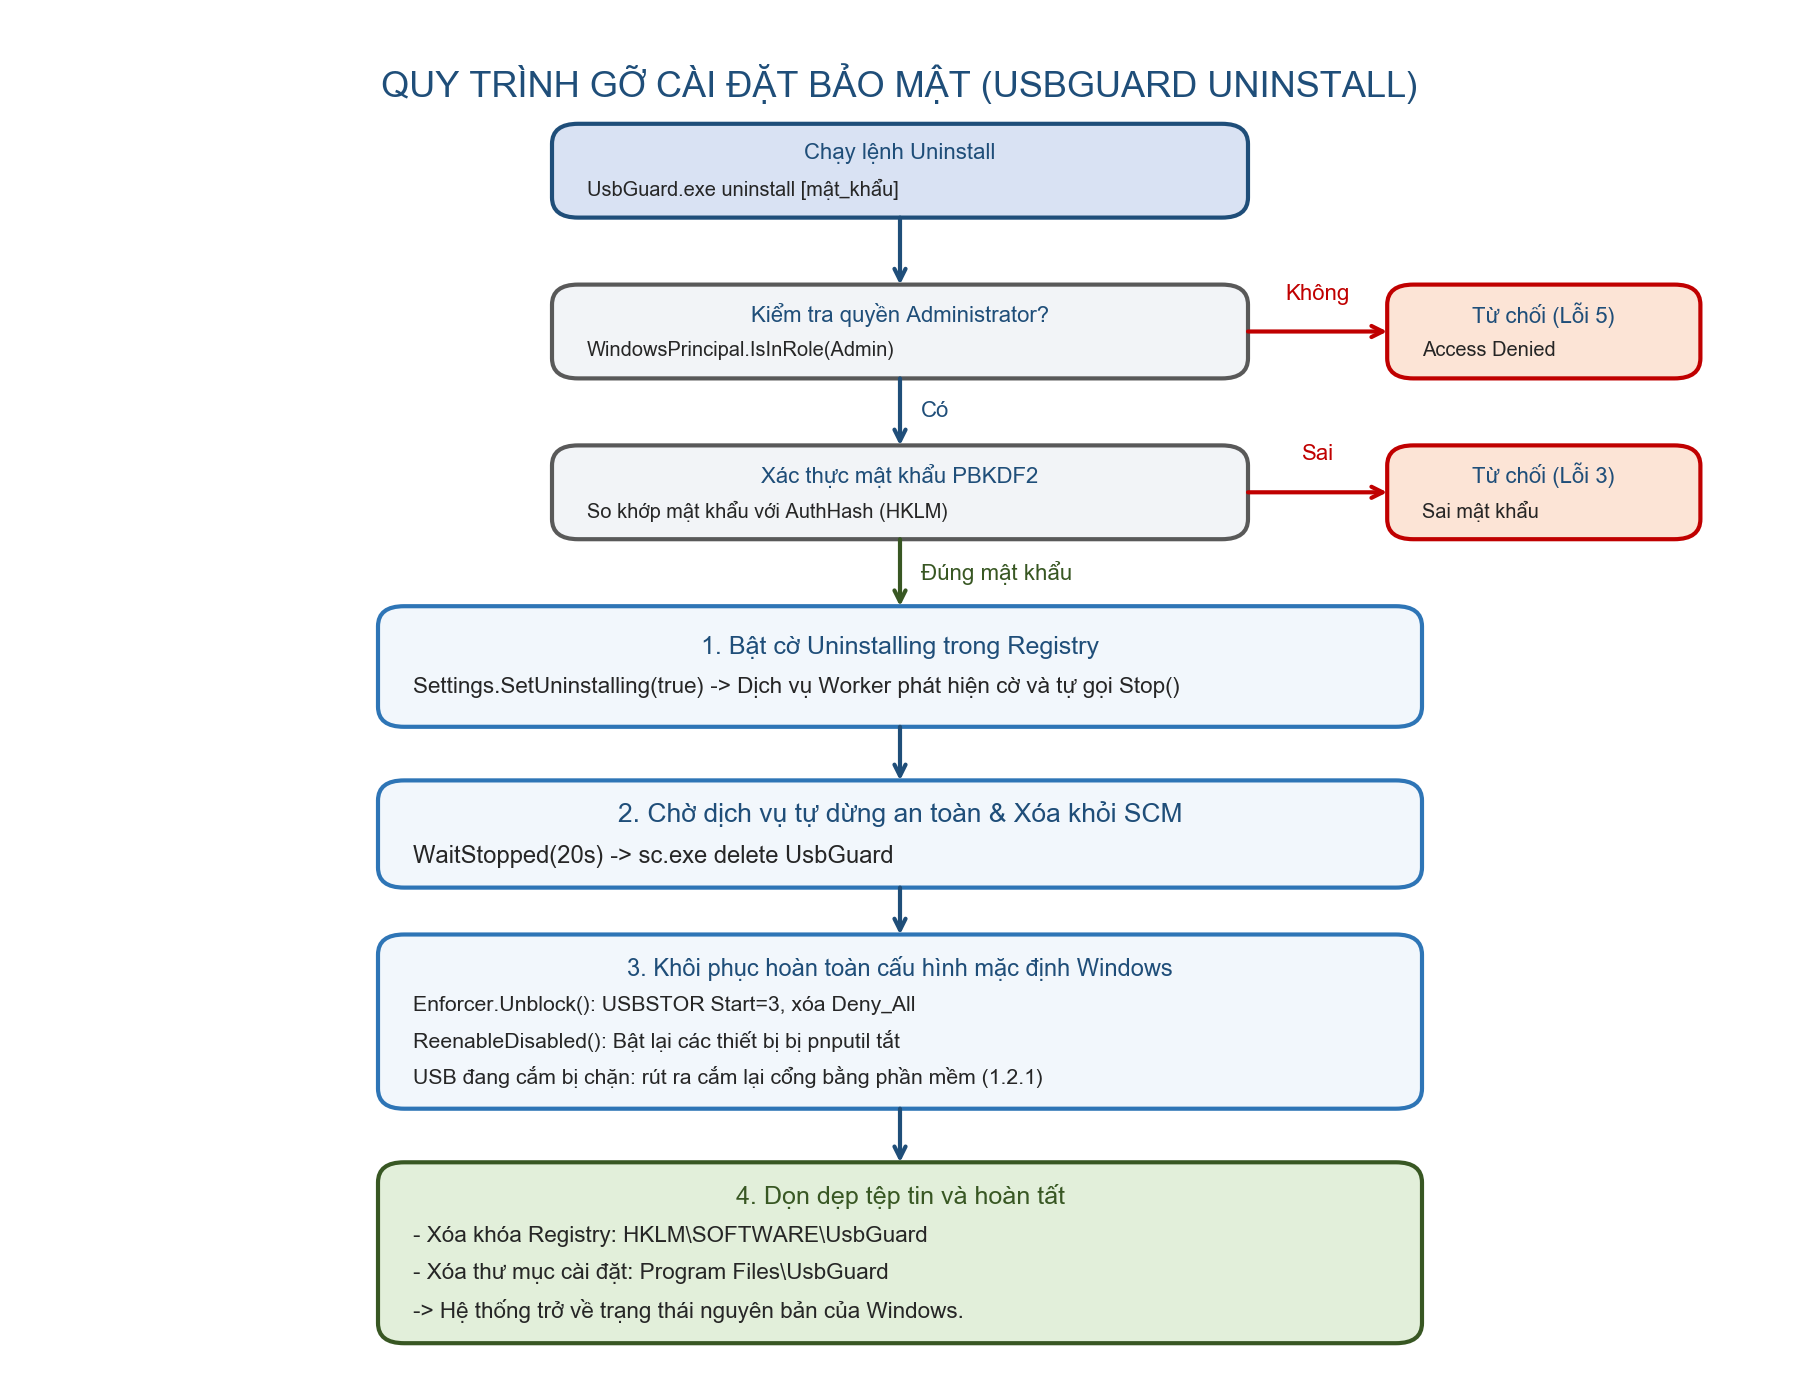 QUY TRÌNH GỠ CÀI ĐẶT BẢO MẬT (USBGUARD UNINSTALL)
Chạy lệnh Uninstall
UsbGuard.exe uninstall [mật_khẩu]
Kiểm tra quyền Administrator?
WindowsPrincipal.IsInRole(Admin)
Không
Từ chối (Lỗi 5)
Access Denied
Có
Xác thực mật khẩu PBKDF2
So khớp mật khẩu với AuthHash (HKLM)
Sai
Từ chối (Lỗi 3)
Sai mật khẩu
Đúng mật khẩu
1. Bật cờ Uninstalling trong Registry
Settings.SetUninstalling(true) -> Dịch vụ Worker phát hiện cờ và tự gọi Stop()
2. Chờ dịch vụ tự dừng an toàn & Xóa khỏi SCM
WaitStopped(20s) -> sc.exe delete UsbGuard
3. Khôi phục hoàn toàn cấu hình mặc định Windows
Enforcer.Unblock(): USBSTOR Start=3, xóa Deny_All
ReenableDisabled(): Bật lại các thiết bị bị pnputil tắt
USB đang cắm bị chặn: rút ra cắm lại cổng bằng phần mềm (1.2.1)
4. Dọn dẹp tệp tin và hoàn tất
- Xóa khóa Registry: HKLM\SOFTWARE\UsbGuard
- Xóa thư mục cài đặt: Program Files\UsbGuard
-> Hệ thống trở về trạng thái nguyên bản của Windows.